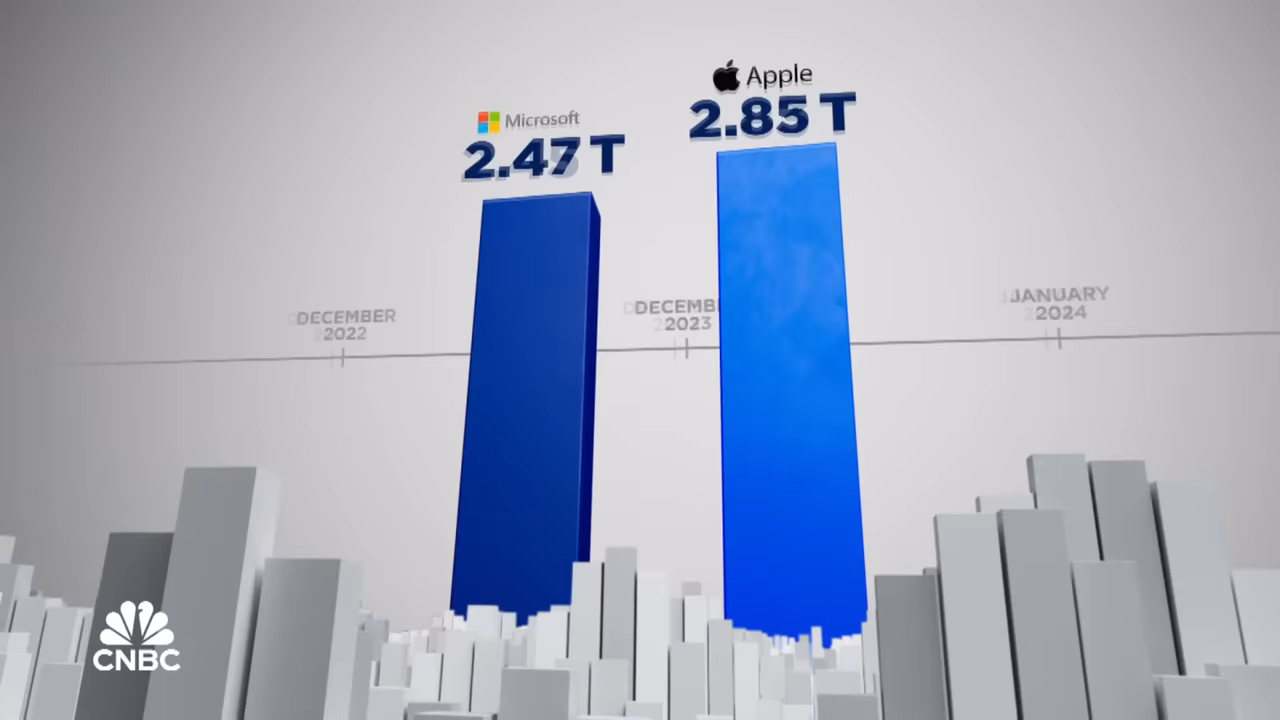 Apple
2.85 T
Microsoft
2.47 T
DECEMBER
2022
DECEMB
2023
JANUARY
2024
CNBC